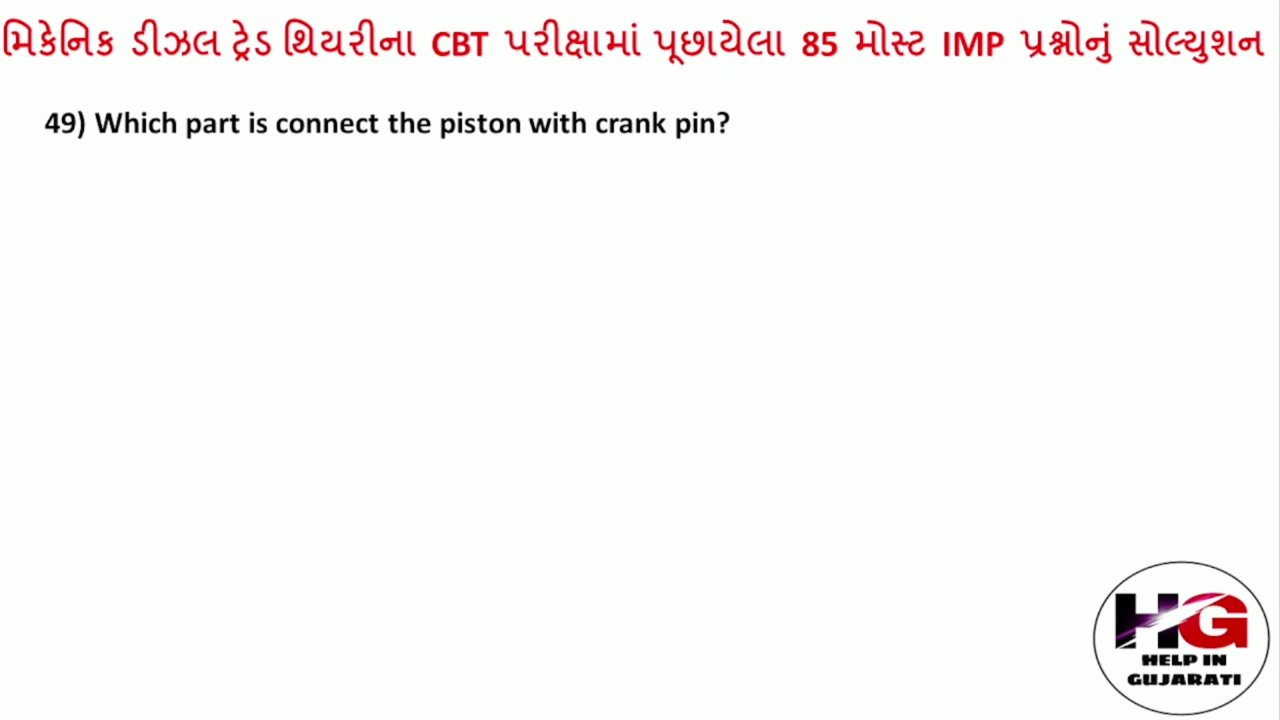 મિકેનિક ડીઝલ ટ્રેડ થિયરીના CBT પરીક્ષામાં પૂછાયેલા 85 મોસ્ટ IMP પ્રશ્નોનું સોલ્યુશન
49) Which part is connect the piston with crank pin?
HG
HELP IN
GUJARATI